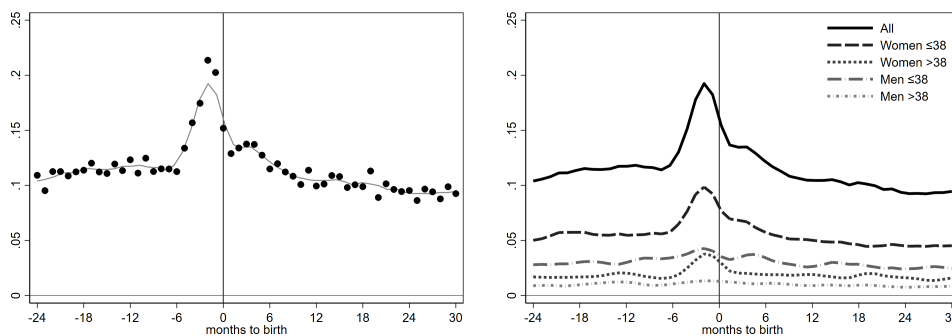 .25
.2
.15
.1
.05
0
-24 -18 -12 -6 0 6 12 18 24 30
months to birth
.25
.2
.15
.1
.05
0
All
Women ≤38
Women >38
Men ≤38
Men >38
-24 -18 -12 -6 0 6 12 18 24
months to birth